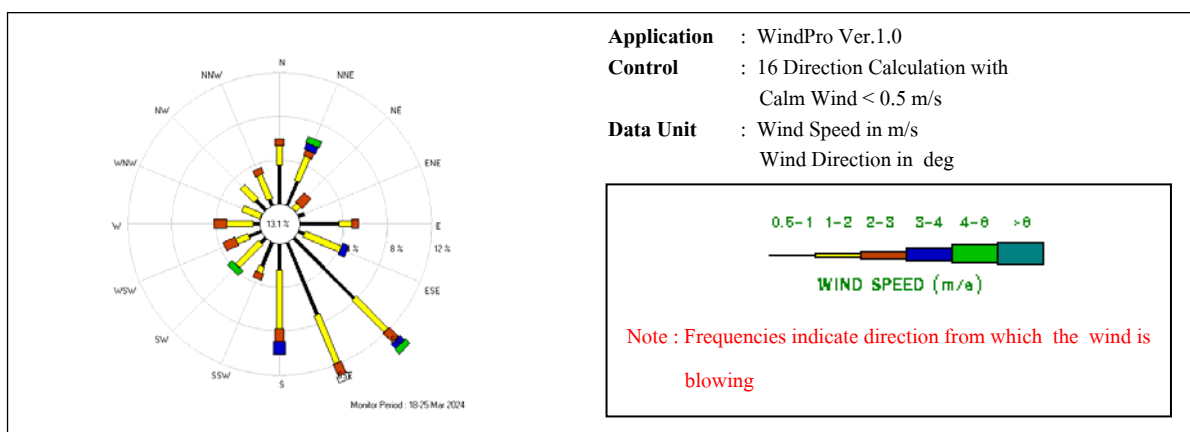 Application : WindPro Ver.1.0
Control : 16 Direction Calculation with
Calm Wind < 0.5 m/s
Data Unit : Wind Speed in m/s
Wind Direction in deg
N
NNW
NNE
NW
NE
WNW
ENE
W
13.1 %
E
8 %
12 %
WSW
ESE
SW
SSW
S
Monitor Period : 18-25 Mar 2024
0.5-1 1-2 2-3 3-4 4-6 >6
WIND SPEED (m/s)
Note : Frequencies indicate direction from which the wind is
blowing